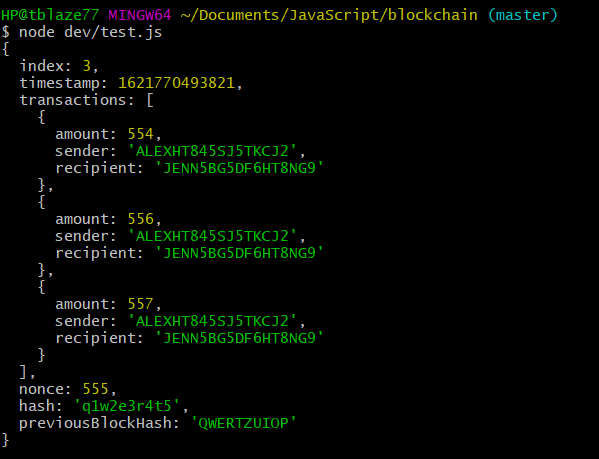 HP@tblaze77 MINGW64 ~/Documents/JavaScript/blockchain (master)
$ node dev/test.js
{
  index: 3,
  timestamp: 1621770493821,
  transactions: [
    {
      amount: 554,
      sender: 'ALEXHT845SJ5TKCJ2',
      recipient: 'JENN5BG5DF6HT8NG9'
    },
    {
      amount: 556,
      sender: 'ALEXHT845SJ5TKCJ2',
      recipient: 'JENN5BG5DF6HT8NG9'
    },
    {
      amount: 557,
      sender: 'ALEXHT845SJ5TKCJ2',
      recipient: 'JENN5BG5DF6HT8NG9'
    }
  ],
  nonce: 555,
  hash: 'q1w2e3r4t5',
  previousBlockHash: 'QWERTZUIOP'
}